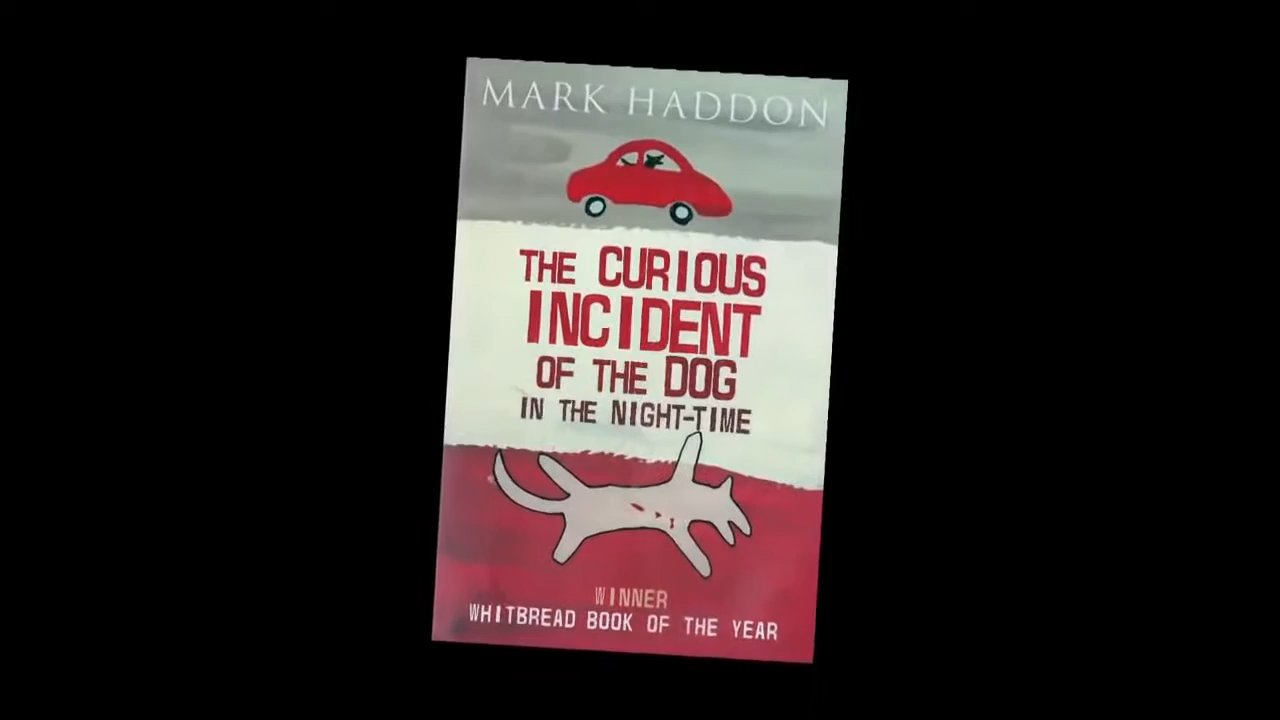 MARK HADDON
THE CURIOUS
INCIDENT
OF THE DOG
IN THE NIGHT-TIME
WINNER
WHITBREAD BOOK OF THE YEAR